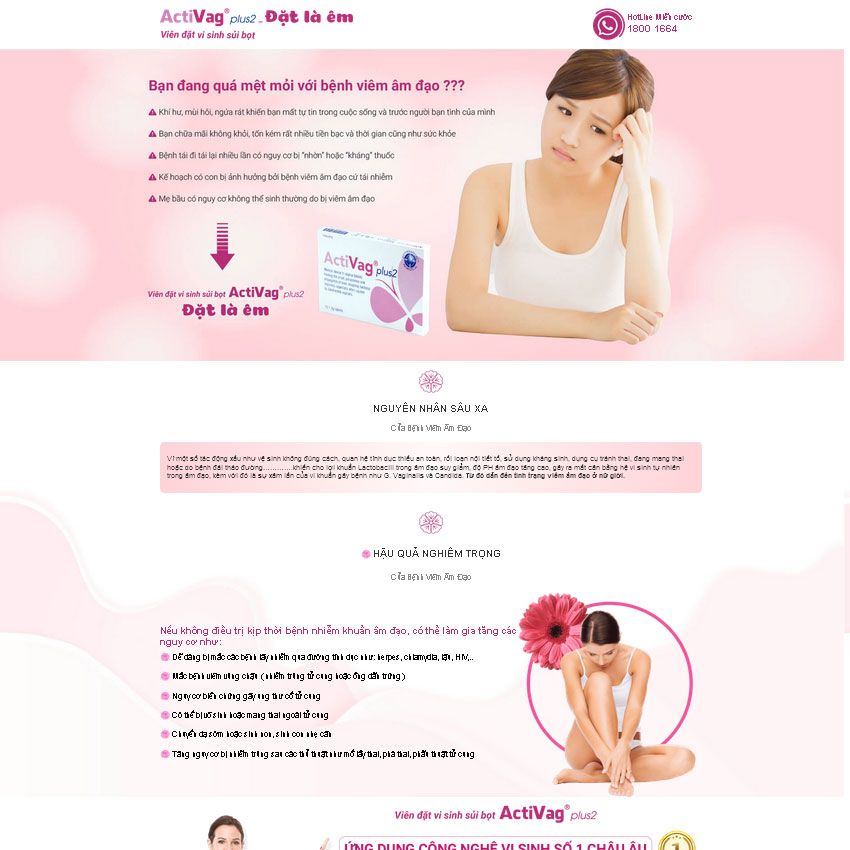 ActiVag® plus2 - Đặt là êm
Viên đặt vi sinh sủi bọt
HotLine Miễn cước
1800 1664
Bạn đang quá mệt mỏi với bệnh viêm âm đạo ???
Khí hư, mùi hôi, ngứa rát khiến bạn mất tự tin trong cuộc sống và trước người bạn tình của mình
Bạn chữa mãi không khỏi, tốn kém rất nhiều tiền bạc và thời gian cũng như sức khỏe
Bệnh tái đi tái lại nhiều lần có nguy cơ bị "nhờn" hoặc "kháng" thuốc
Kế hoạch có con bị ảnh hưởng bởi bệnh viêm âm đạo cứ tái nhiễm
Mẹ bầu có nguy cơ không thể sinh thường do bị viêm âm đạo
ActiVag® plus2
Viên đặt vi sinh sủi bọt ActiVag® plus2
Đặt là êm
NGUYÊN NHÂN SÂU XA
Của Bệnh Viêm Âm Đạo
Vì một số tác động xấu như vệ sinh không đúng cách, quan hệ tình dục thiếu an toàn, rối loạn nội tiết tố, sử dụng kháng sinh, dụng cụ tránh thai, đang mang thai
hoặc do bệnh đái tháo đường.............khiến cho lợi khuẩn Lactobacilli trong âm đạo suy giảm, độ PH âm đạo tăng cao, gây ra mất cân bằng hệ vi sinh tự nhiên
trong âm đạo, kèm với đó là sự xâm lấn của vi khuẩn gây bệnh như G. Vaginalis và Candida. Từ đó dẫn đến tình trạng viêm âm đạo ở nữ giới.
HẬU QUẢ NGHIÊM TRỌNG
Của Bệnh Viêm Âm Đạo
Nếu không điều trị kịp thời bệnh nhiễm khuẩn âm đạo, có thể làm gia tăng các
nguy cơ như:
Dễ dàng bị mắc các bệnh lây nhiễm qua đường tình dục như: herpes, chlamydia, lậu, HIV,..
Mắc bệnh viêm vùng chậu ( nhiễm trùng tử cung hoặc ống dẫn trứng )
Nguy cơ biến chứng gây ung thư cổ tử cung
Có thể bị vô sinh hoặc mang thai ngoài tử cung
Chuyển dạ sớm hoặc sinh non, sinh con nhẹ cân
Tăng nguy cơ bị nhiễm trùng sau các thủ thuật như mổ lấy thai, phá thai, phẫu thuật tử cung
Viên đặt vi sinh sủi bọt ActiVag® plus2
ỨNG DỤNG CÔNG NGHỆ VI SINH SỐ 1 CHÂU ÂU
1